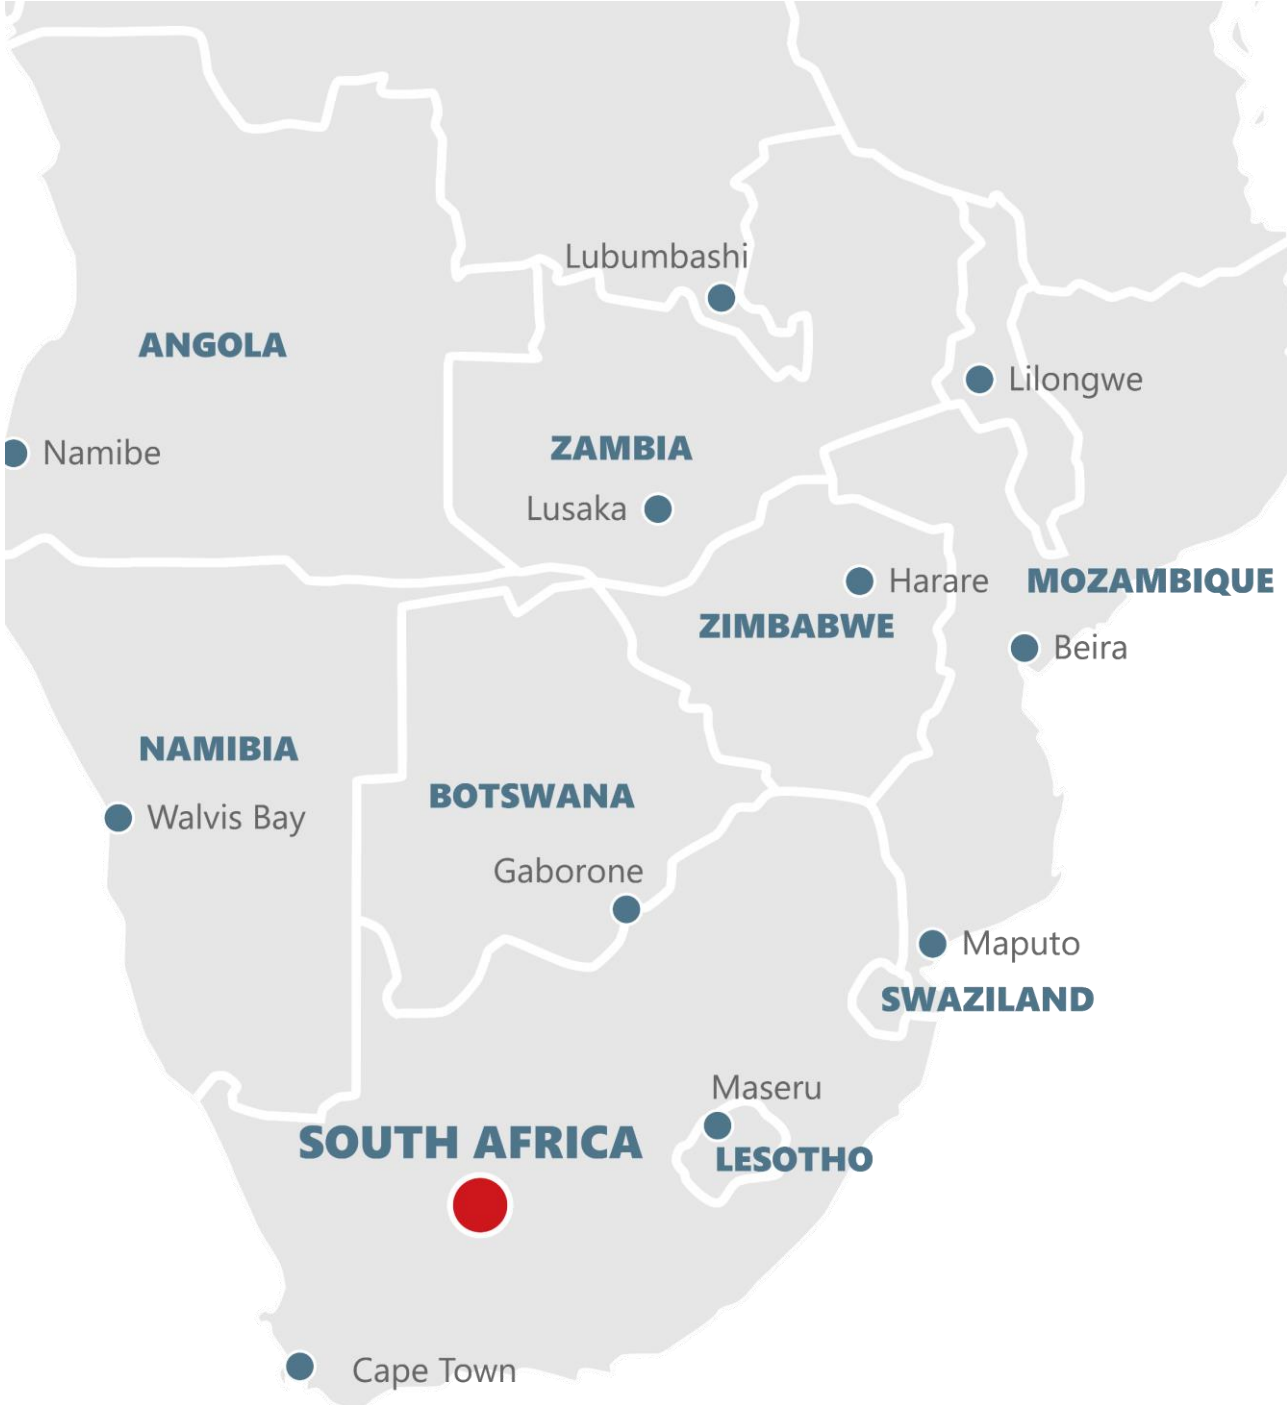 Lubumbashi
ANGOLA
Lilongwe
Namibe
ZAMBIA
Lusaka
Harare
MOZAMBIQUE
ZIMBABWE
Beira
NAMIBIA
BOTSWANA
Walvis Bay
Gaborone
Maputo
SWAZILAND
Maseru
SOUTH AFRICA
LESOTHO
Cape Town